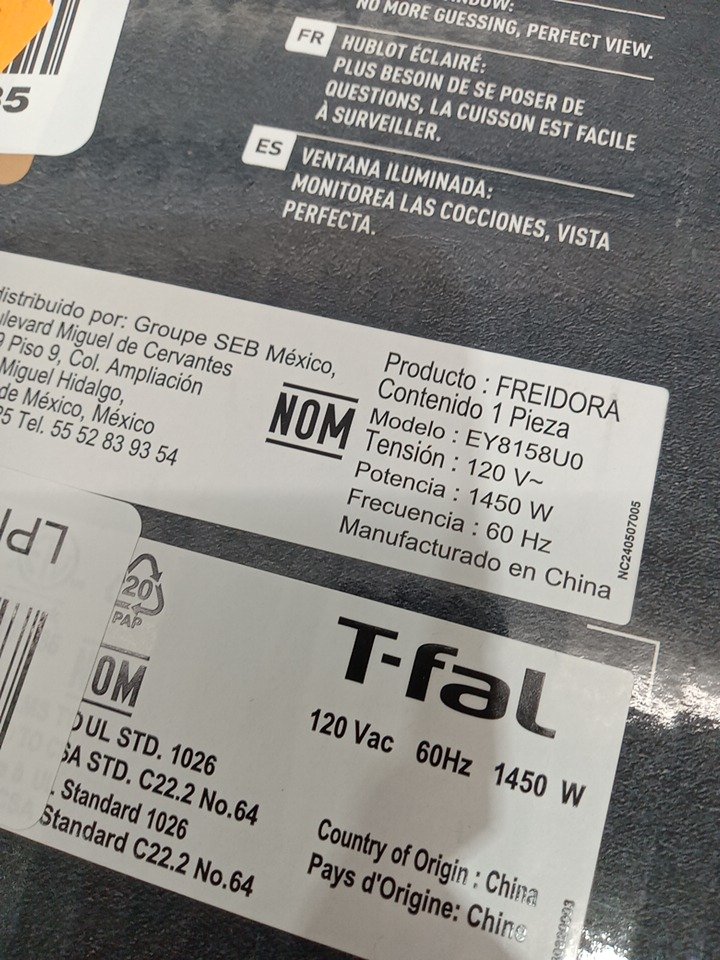 NO MORE GUESSING, PERFECT VIEW.
FR
HUBLOT ÉCLAIRÉ:
PLUS BESOIN DE SE POSER DE
QUESTIONS, LA CUISSON EST FACILE
À SURVEILLER.
ES
VENTANA ILUMINADA:
MONITOREA LAS COCCIONES, VISTA
PERFECTA.
distribuido por: Groupe SEB México,
Miguel de Cervantes
Piso 9, Col. Ampliación
Miguel Hidalgo,
de México, México
Tel. 55 52 83 93 54
NOM
Producto : FREIDORA
Contenido 1 Pieza
Modelo : EY8158U0
Tensión : 120 V~
Potencia : 1450 W
Frecuencia : 60 Hz
Manufacturado en China
NC240507005
LP
20
PAP
NOM
UL STD. 1026
STD. C22.2 No.64
Standard 1026
Standard C22.2 No.64
T-fal
120 Vac 60Hz 1450 W
Country of Origin : China
Pays d'Origine: Chine